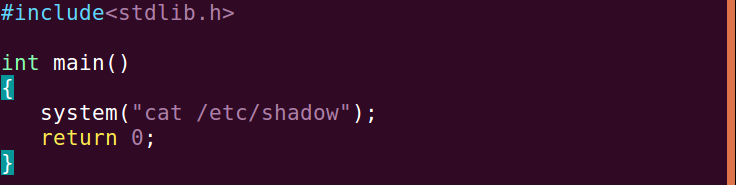 #include<stdlib.h>

int main()
{
   system("cat /etc/shadow");
   return 0;
}